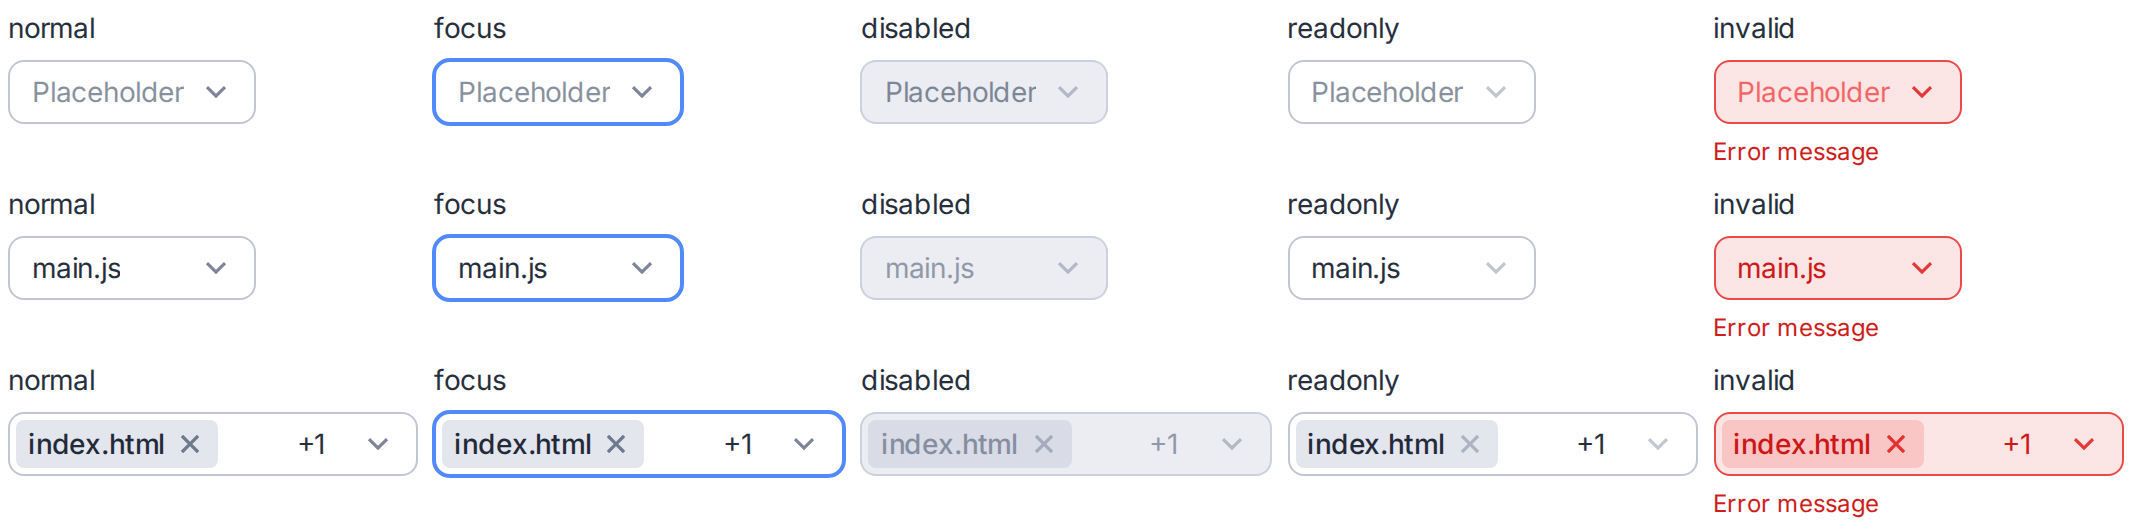 normal focus disabled readonly invalid
Placeholder Placeholder Placeholder Placeholder Placeholder
Error message
normal focus disabled readonly invalid
main.js main.js main.js main.js main.js
Error message
normal focus disabled readonly invalid
index.html +1 index.html +1 index.html +1 index.html +1 index.html +1
Error message